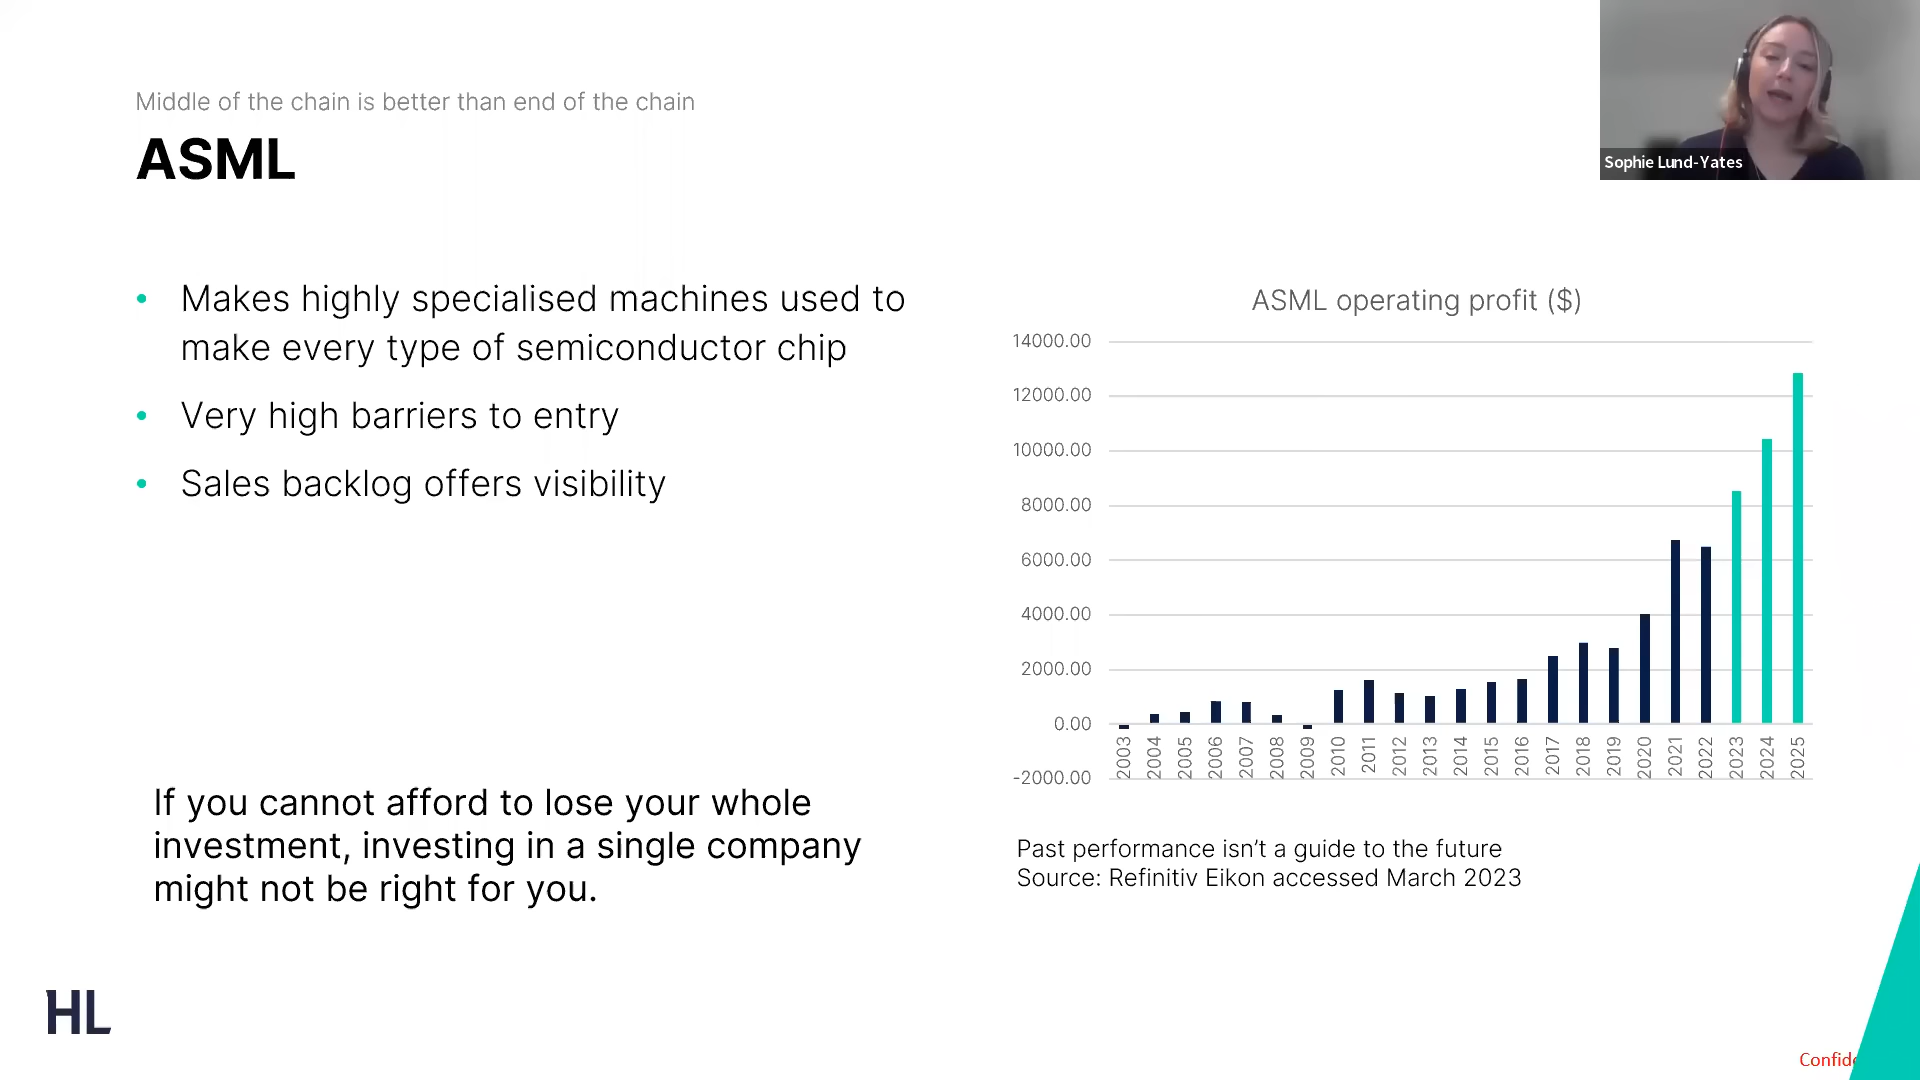 Middle of the chain is better than end of the chain
ASML
Sophie Lund-Yates
• Makes highly specialised machines used to
make every type of semiconductor chip
• Very high barriers to entry
• Sales backlog offers visibility
If you cannot afford to lose your whole
investment, investing in a single company
might not be right for you.
ASML operating profit ($)
14000.00
12000.00
10000.00
8000.00
6000.00
4000.00
2000.00
0.00
-2000.00
2003 2004 2005 2006 2007 2008 2009 2010 2011 2012 2013 2014 2015 2016 2017 2018 2019 2020 2021 2022 2023 2024 2025
Past performance isn’t a guide to the future
Source: Refinitiv Eikon accessed March 2023
HL
Confide